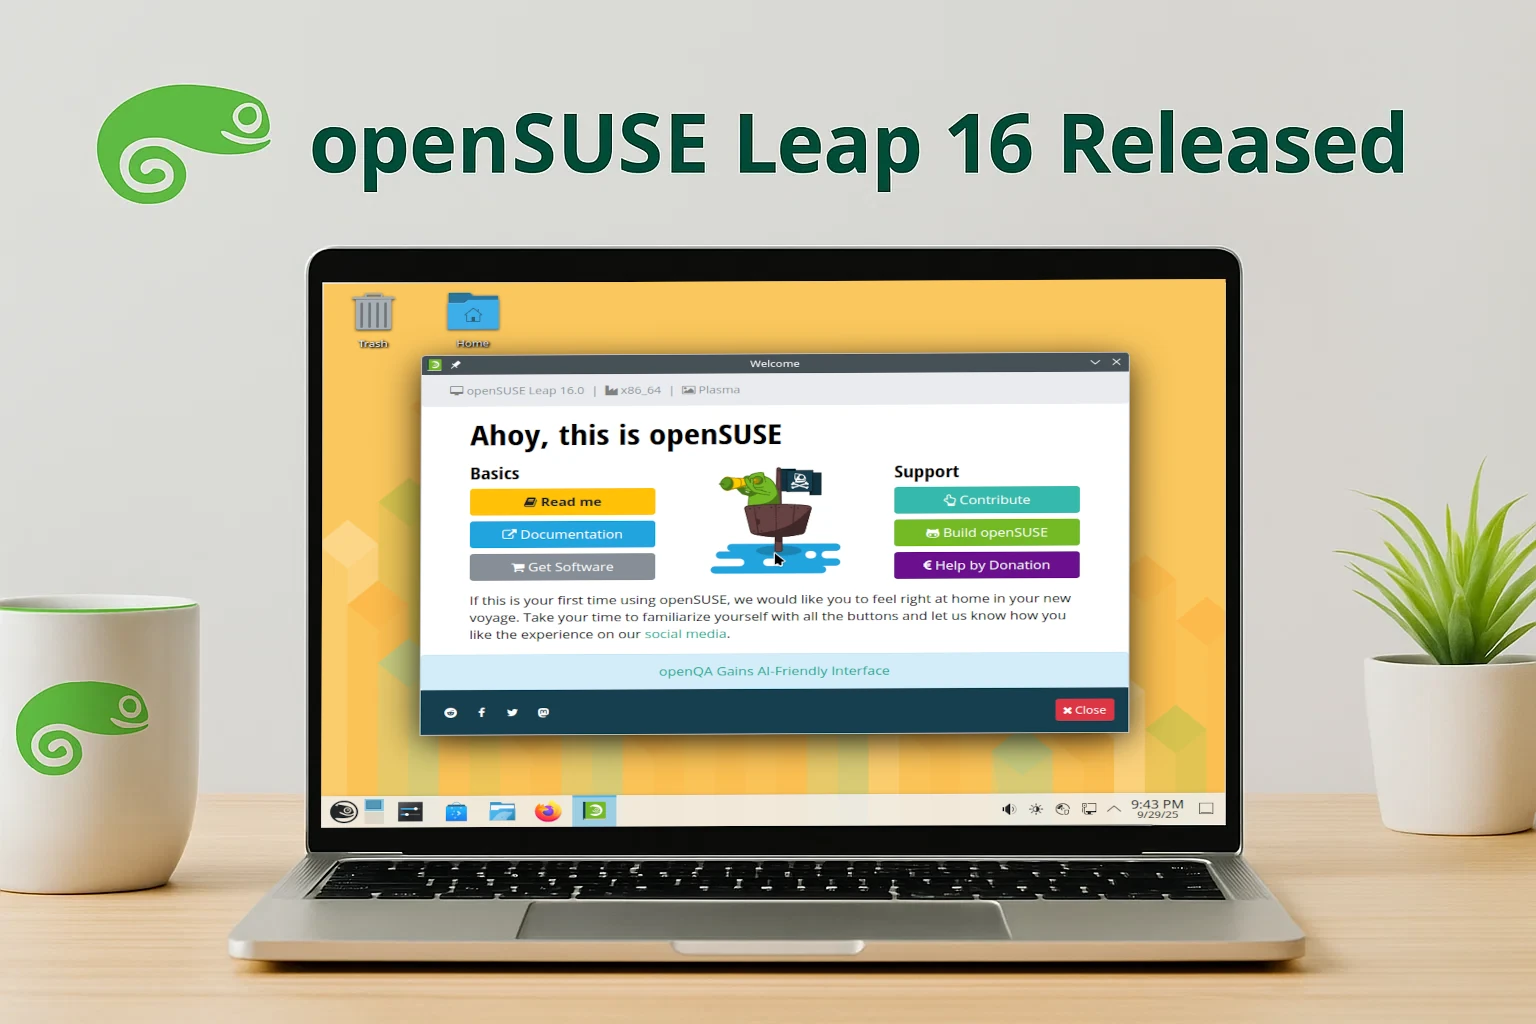 openSUSE Leap 16 Released
Trash
Home
Welcome
openSUSE Leap 16.0 | x86_64 | Plasma
Ahoy, this is openSUSE
Basics
Read me
Documentation
Get Software
Support
Contribute
Build openSUSE
Help by Donation
If this is your first time using openSUSE, we would like you to feel right at home in your new
voyage. Take your time to familiarize yourself with all the buttons and let us know how you
like the experience on our social media.
openQA Gains AI-Friendly Interface
Close
9:43 PM
9/29/25